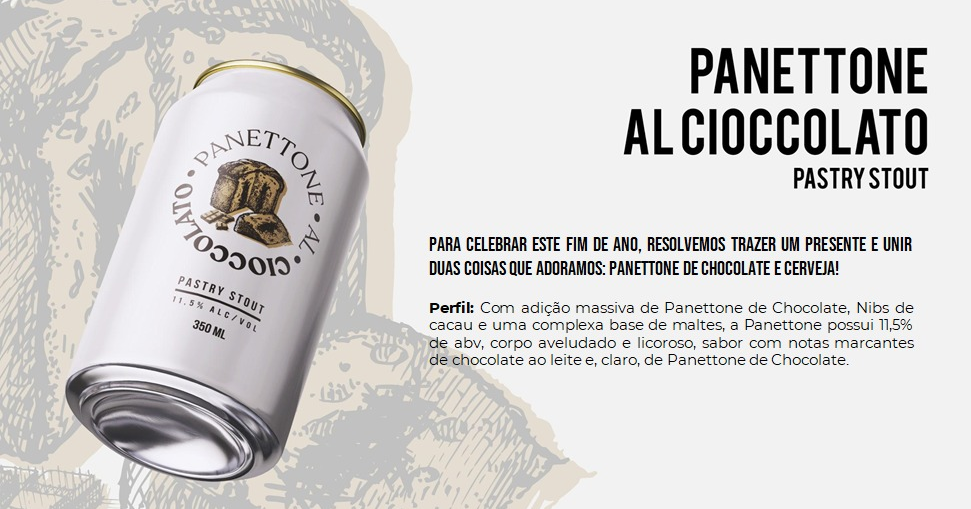 PANETTONE • AL • CIOCCOLATO •
PASTRY STOUT
11.5% ALC/VOL
350 ML
PANETTONE
AL CIOCCOLATO
PASTRY STOUT
PARA CELEBRAR ESTE FIM DE ANO, RESOLVEMOS TRAZER UM PRESENTE E UNIR
DUAS COISAS QUE ADORAMOS: PANETTONE DE CHOCOLATE E CERVEJA!
Perfil: Com adição massiva de Panettone de Chocolate, Nibs de
cacau e uma complexa base de maltes, a Panettone possui 11,5%
de abv, corpo aveludado e licoroso, sabor com notas marcantes
de chocolate ao leite e, claro, de Panettone de Chocolate.